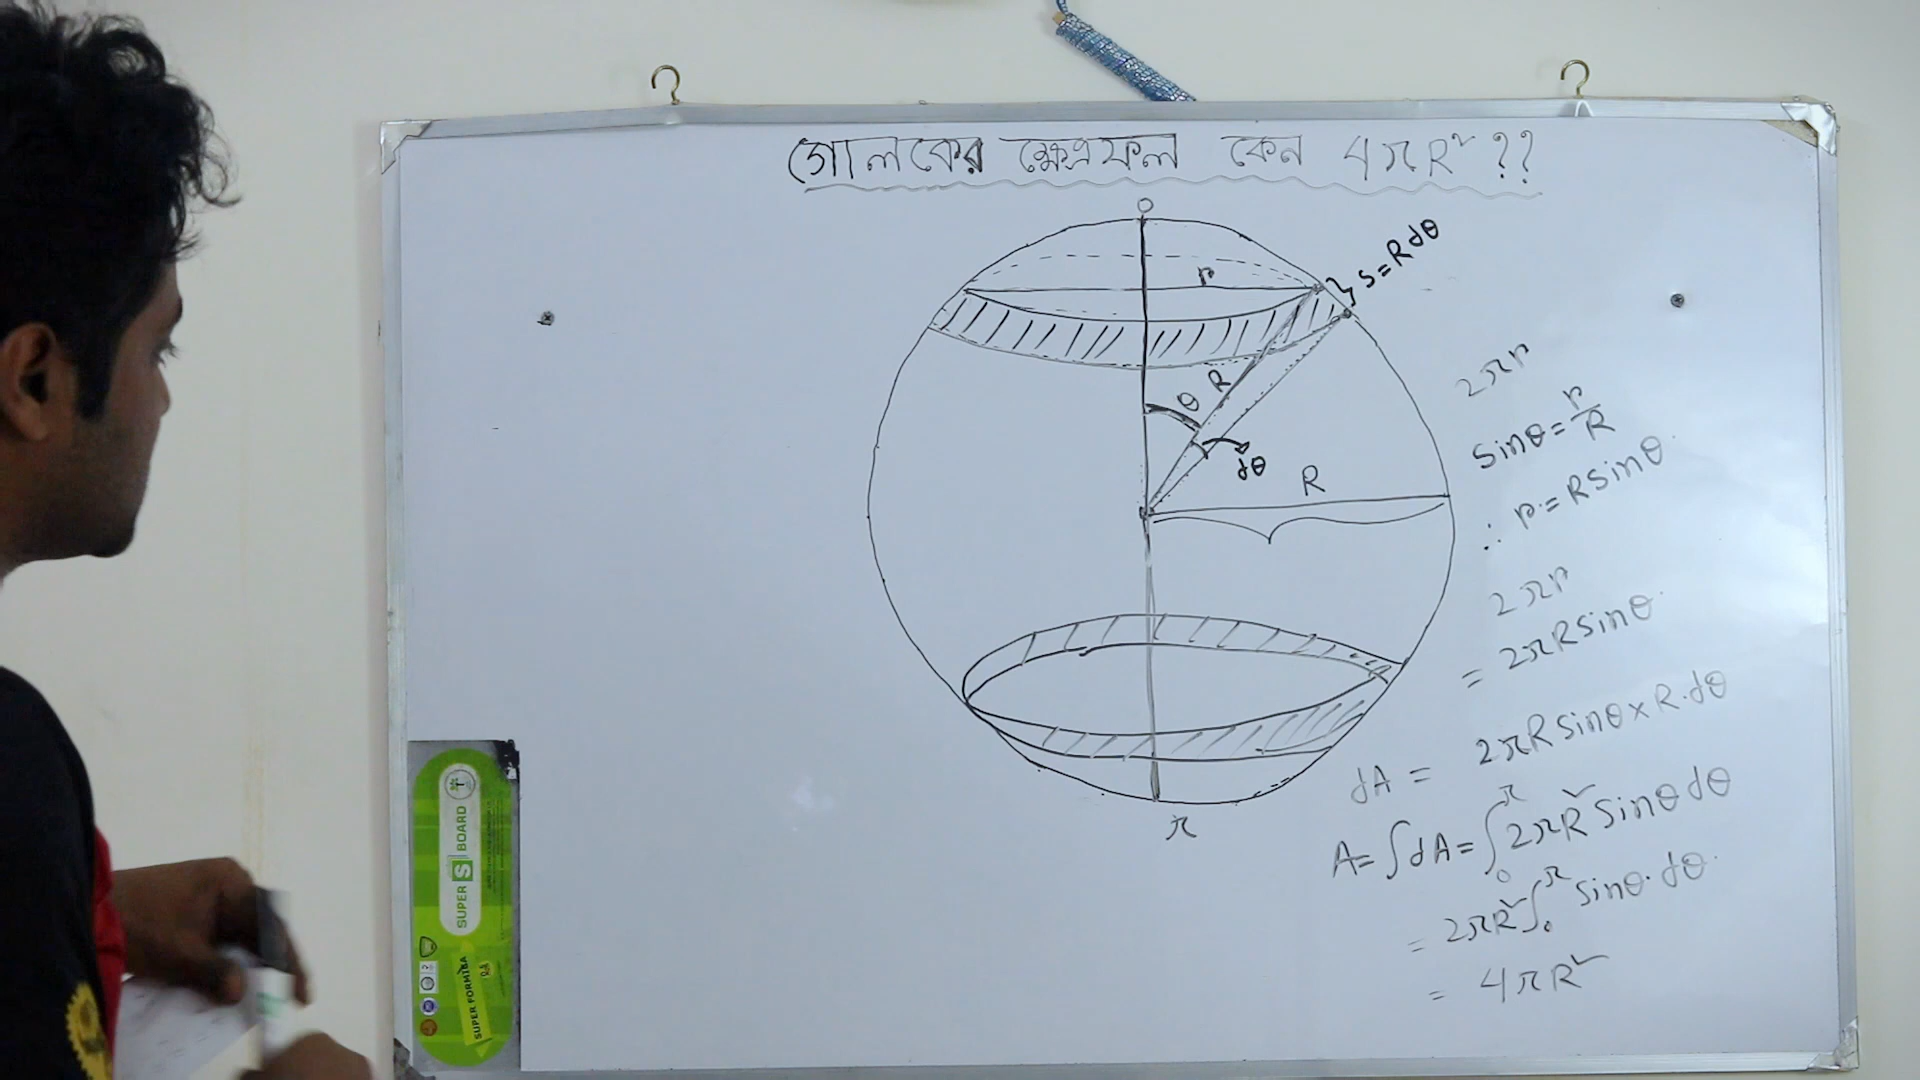 গোলকের ক্ষেত্রফল কেন 4πR² ??
0
r
} S = R dθ
θ
R
dθ
R
π
2πr
sinθ = r/R
∴ r = R sinθ
2πr
= 2πR sinθ
dA = 2πR sinθ × R.dθ
A = ∫dA = ∫₀^π 2πR² sinθ dθ
= 2πR² ∫₀^π sinθ.dθ
= 4πR²
SUPER S BOARD
SUPER FORMICA